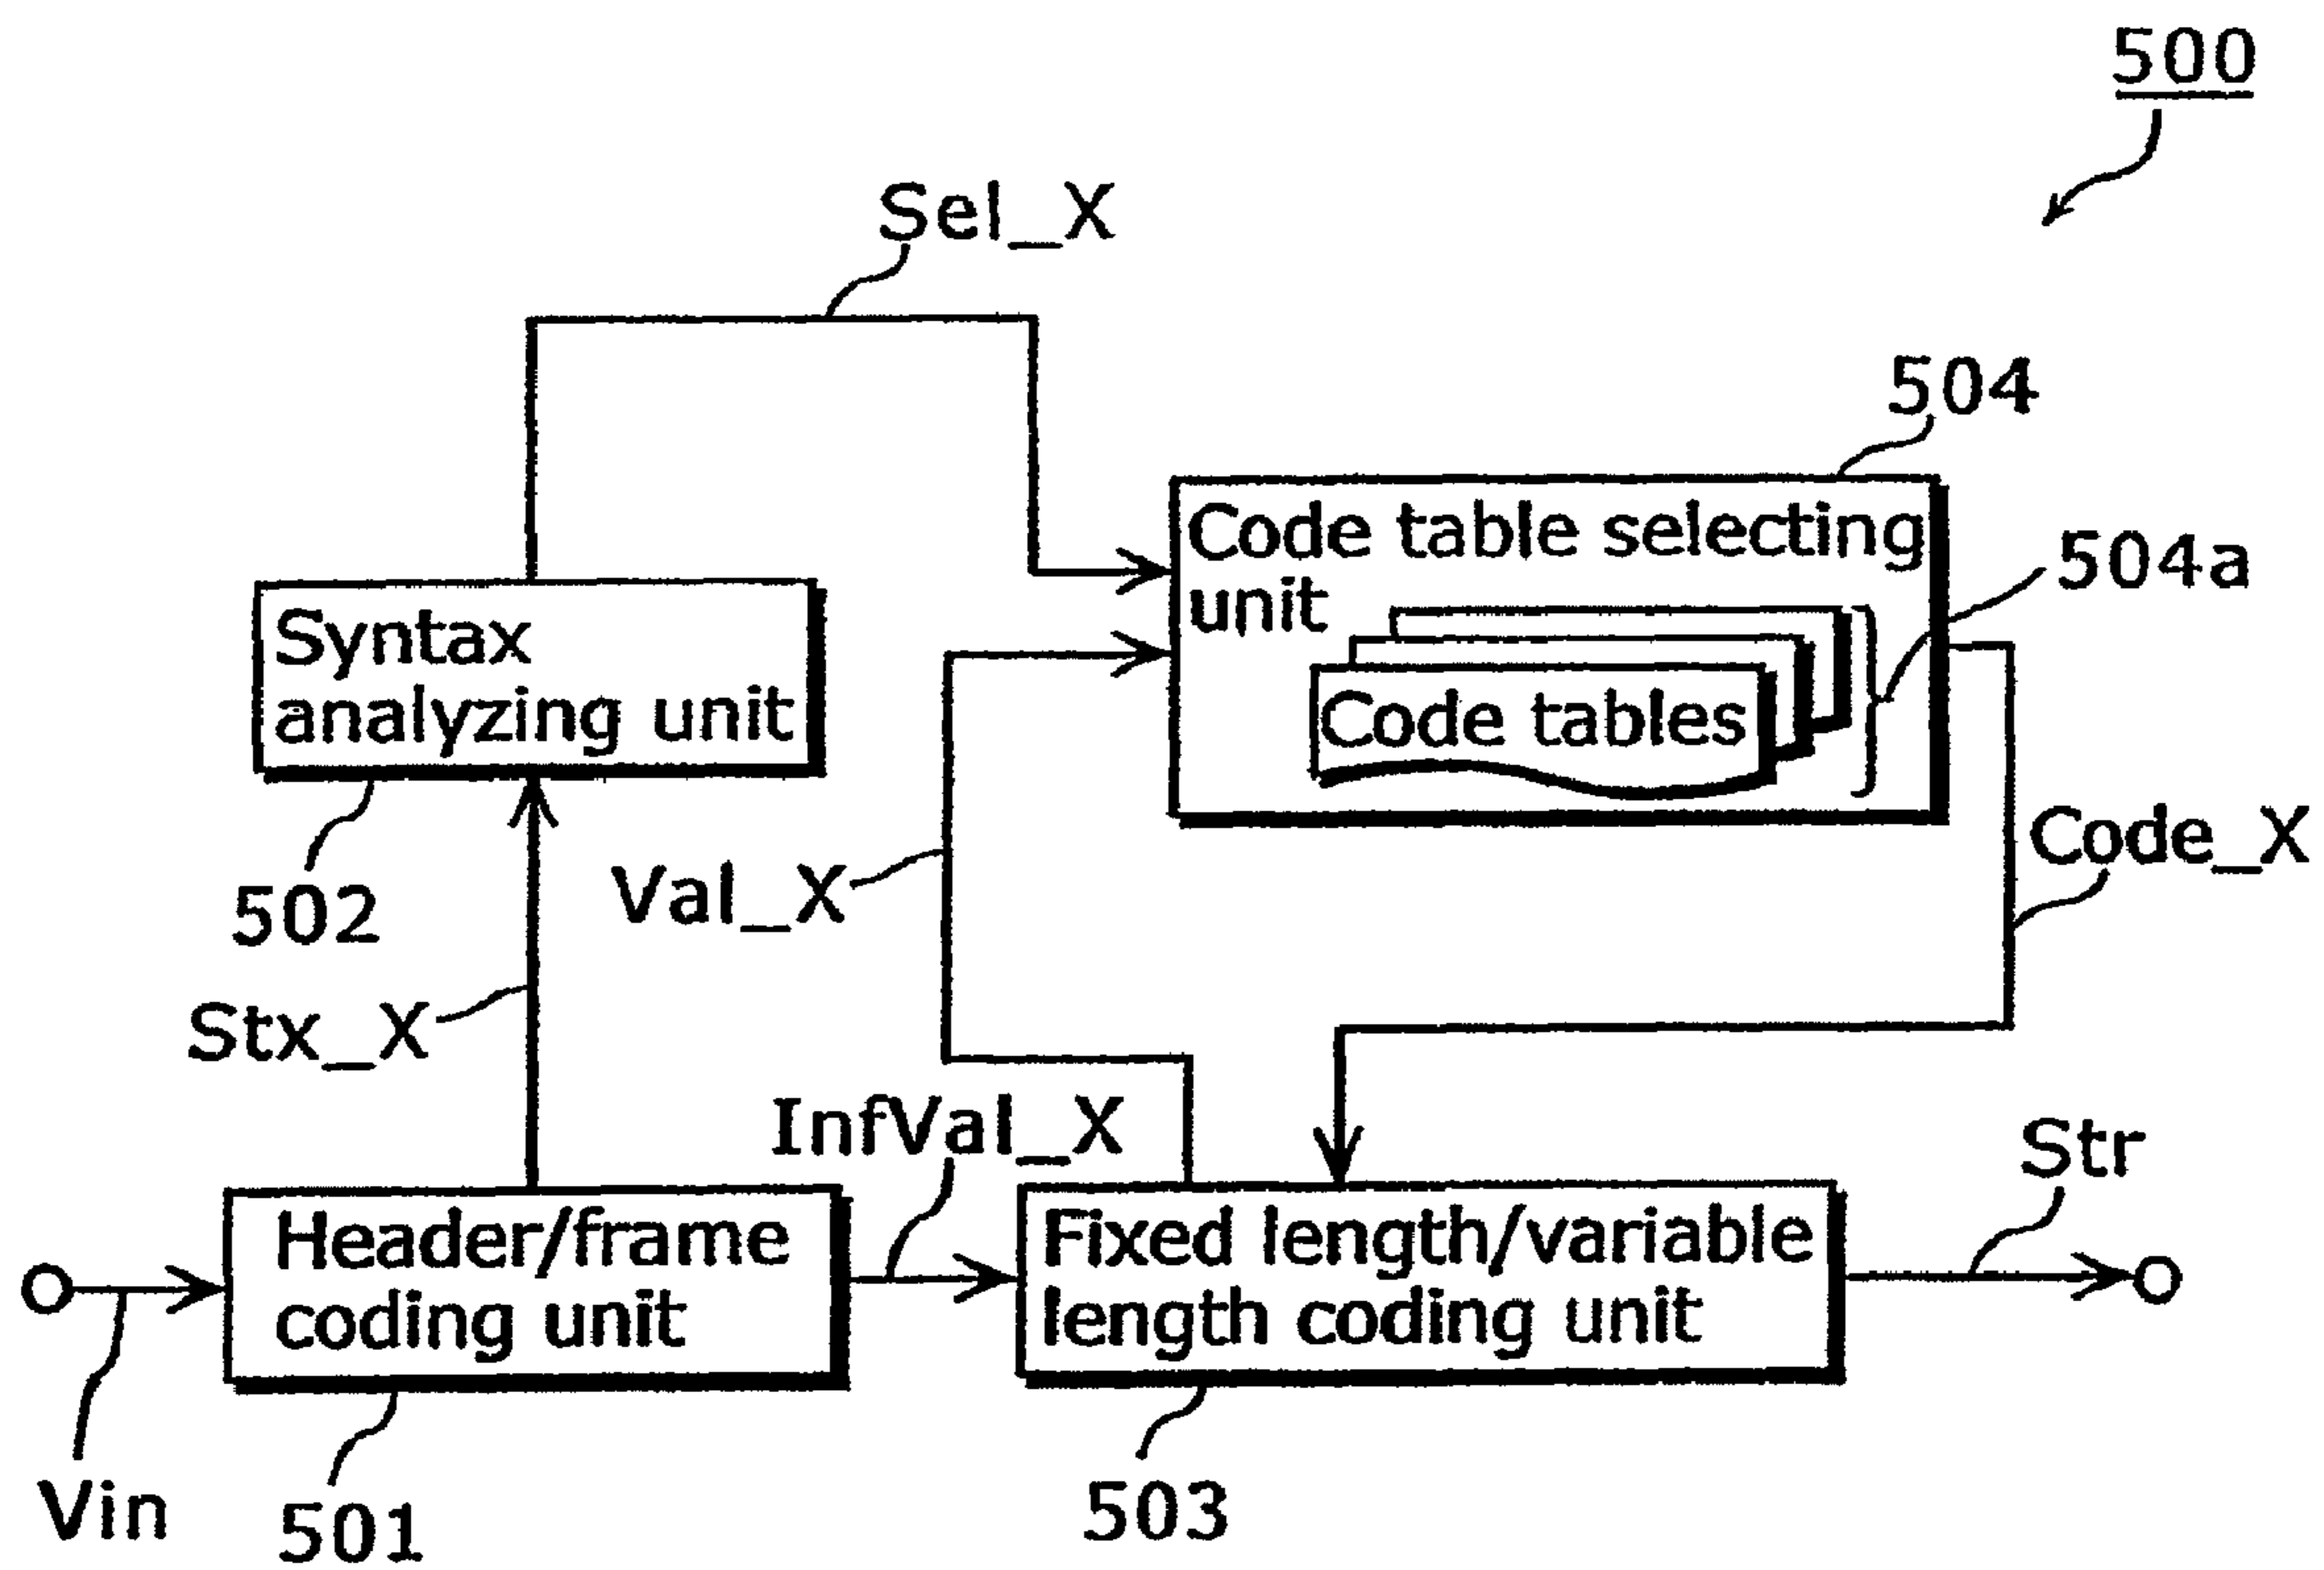 500
Sel_X
504
Code table selecting
unit
504a
Code tables
Syntax
analyzing unit
502
Val_X
Code_X
Stx_X
InfVal_X
Str
Header/frame
coding unit
Fixed length/variable
length coding unit
Vin
501
503